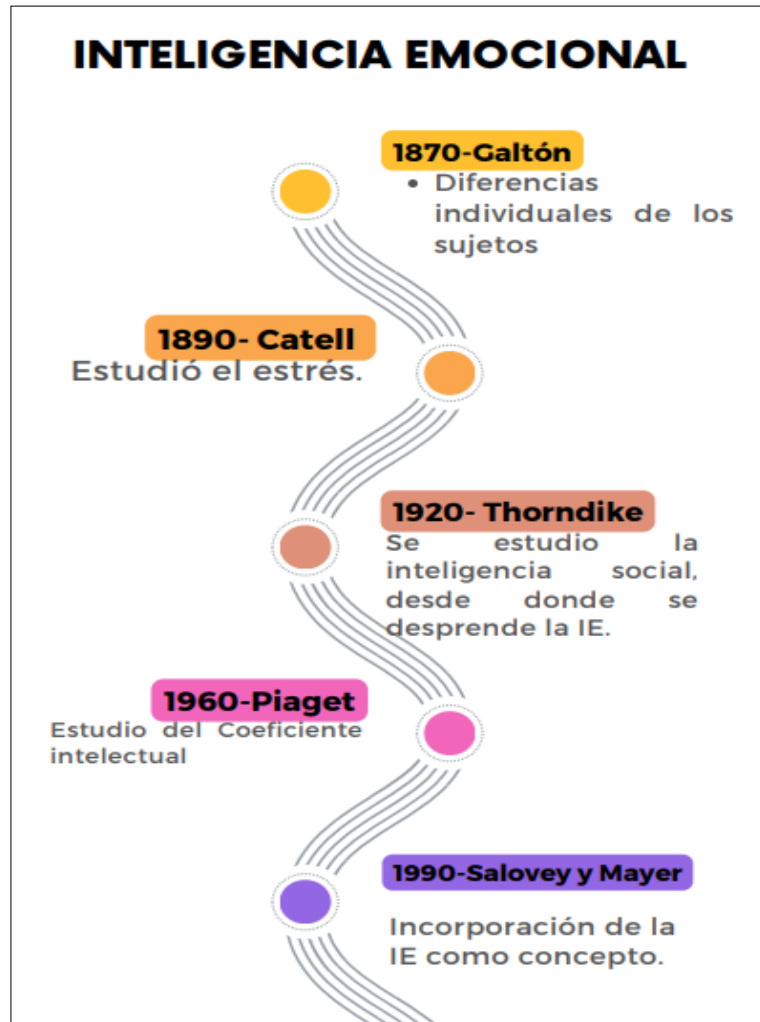 INTELIGENCIA EMOCIONAL
1870-Galtón
• Diferencias
individuales de los
sujetos
1890- Catell
Estudió el estrés.
1920- Thorndike
Se estudio la
inteligencia social,
desde donde se
desprende la IE.
1960-Piaget
Estudio del Coeficiente
intelectual
1990-Salovey y Mayer
Incorporación de la
IE como concepto.